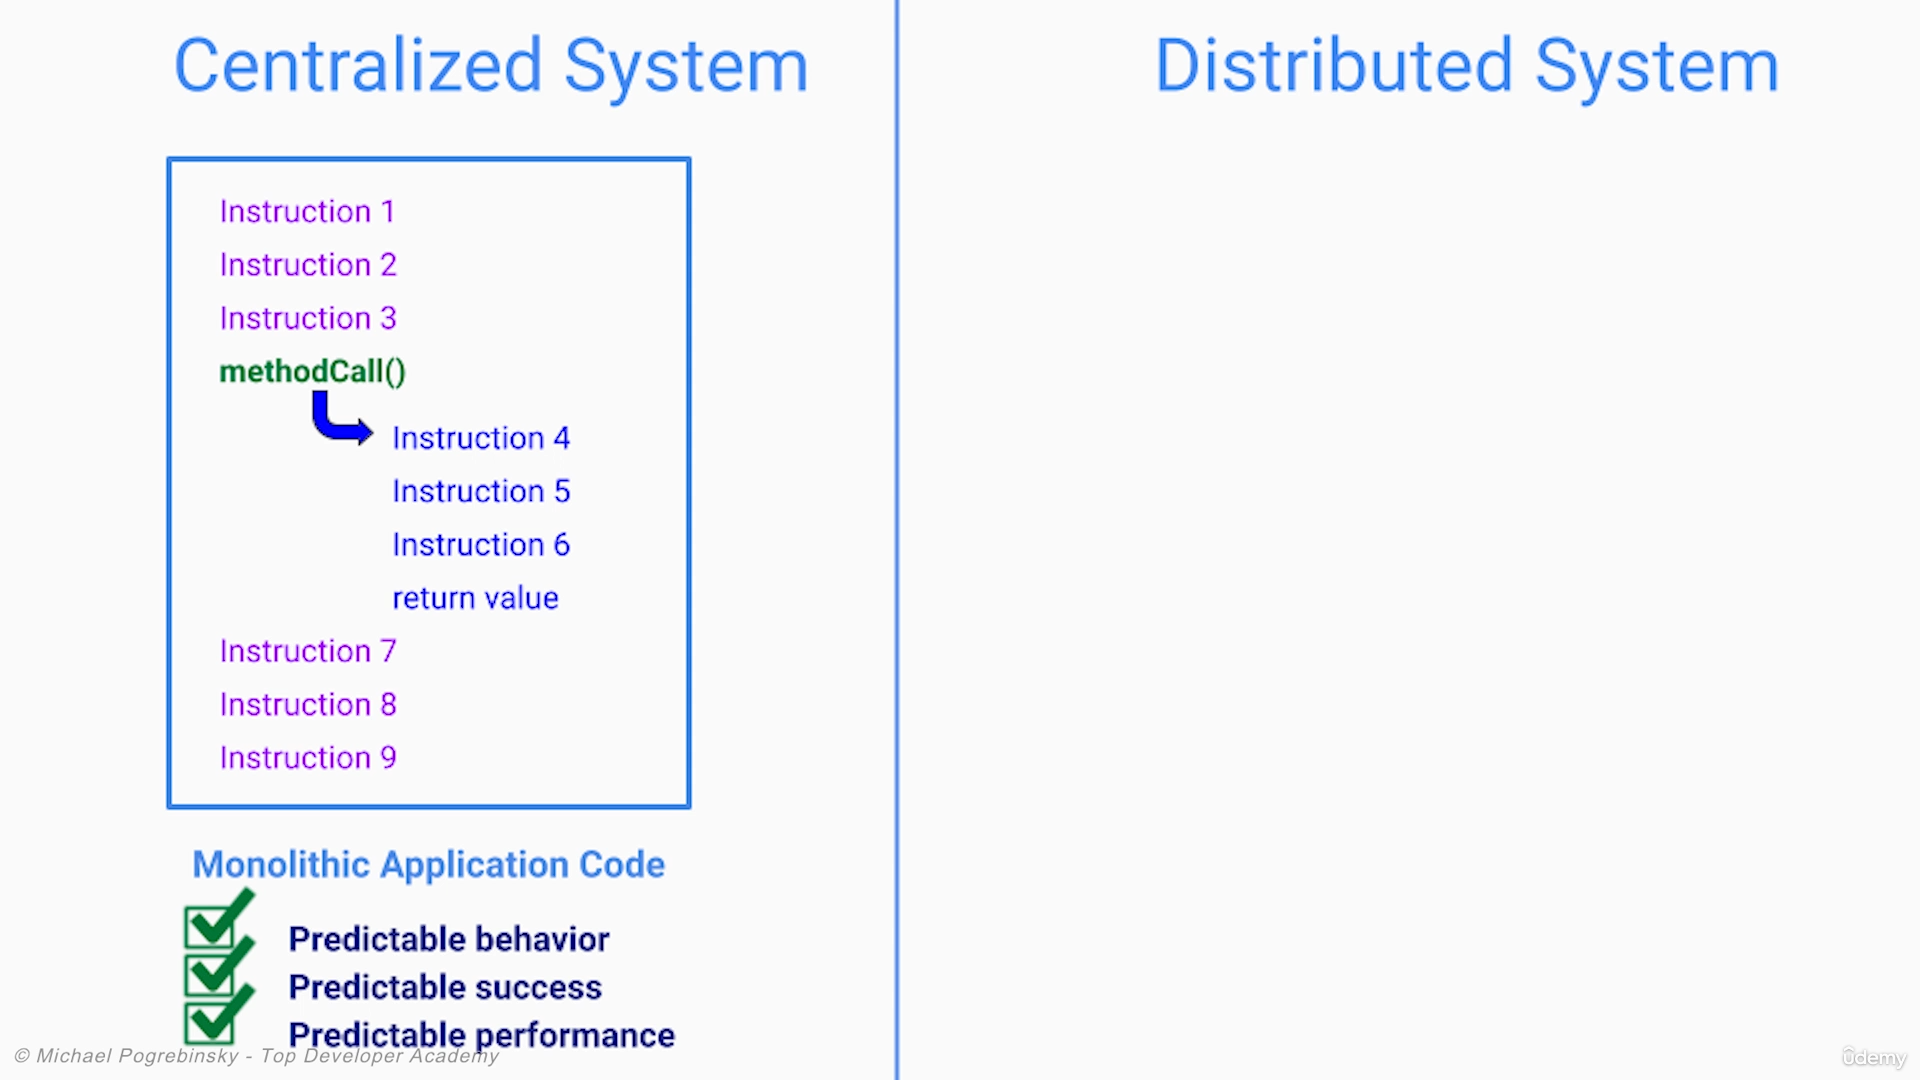 Centralized System
Distributed System
Instruction 1
Instruction 2
Instruction 3
methodCall()
Instruction 4
Instruction 5
Instruction 6
return value
Instruction 7
Instruction 8
Instruction 9
Monolithic Application Code
Predictable behavior
Predictable success
Predictable performance
© Michael Pogrebinsky - Top Developer Academy
ûdemy